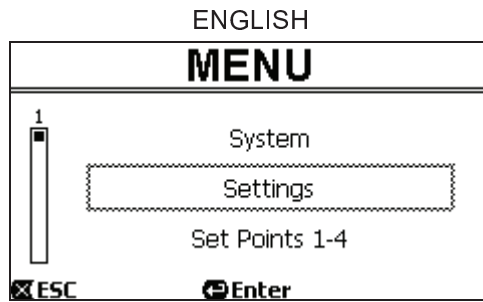 ENGLISH
MENU
1
System
Settings
Set Points 1-4
ESC
Enter